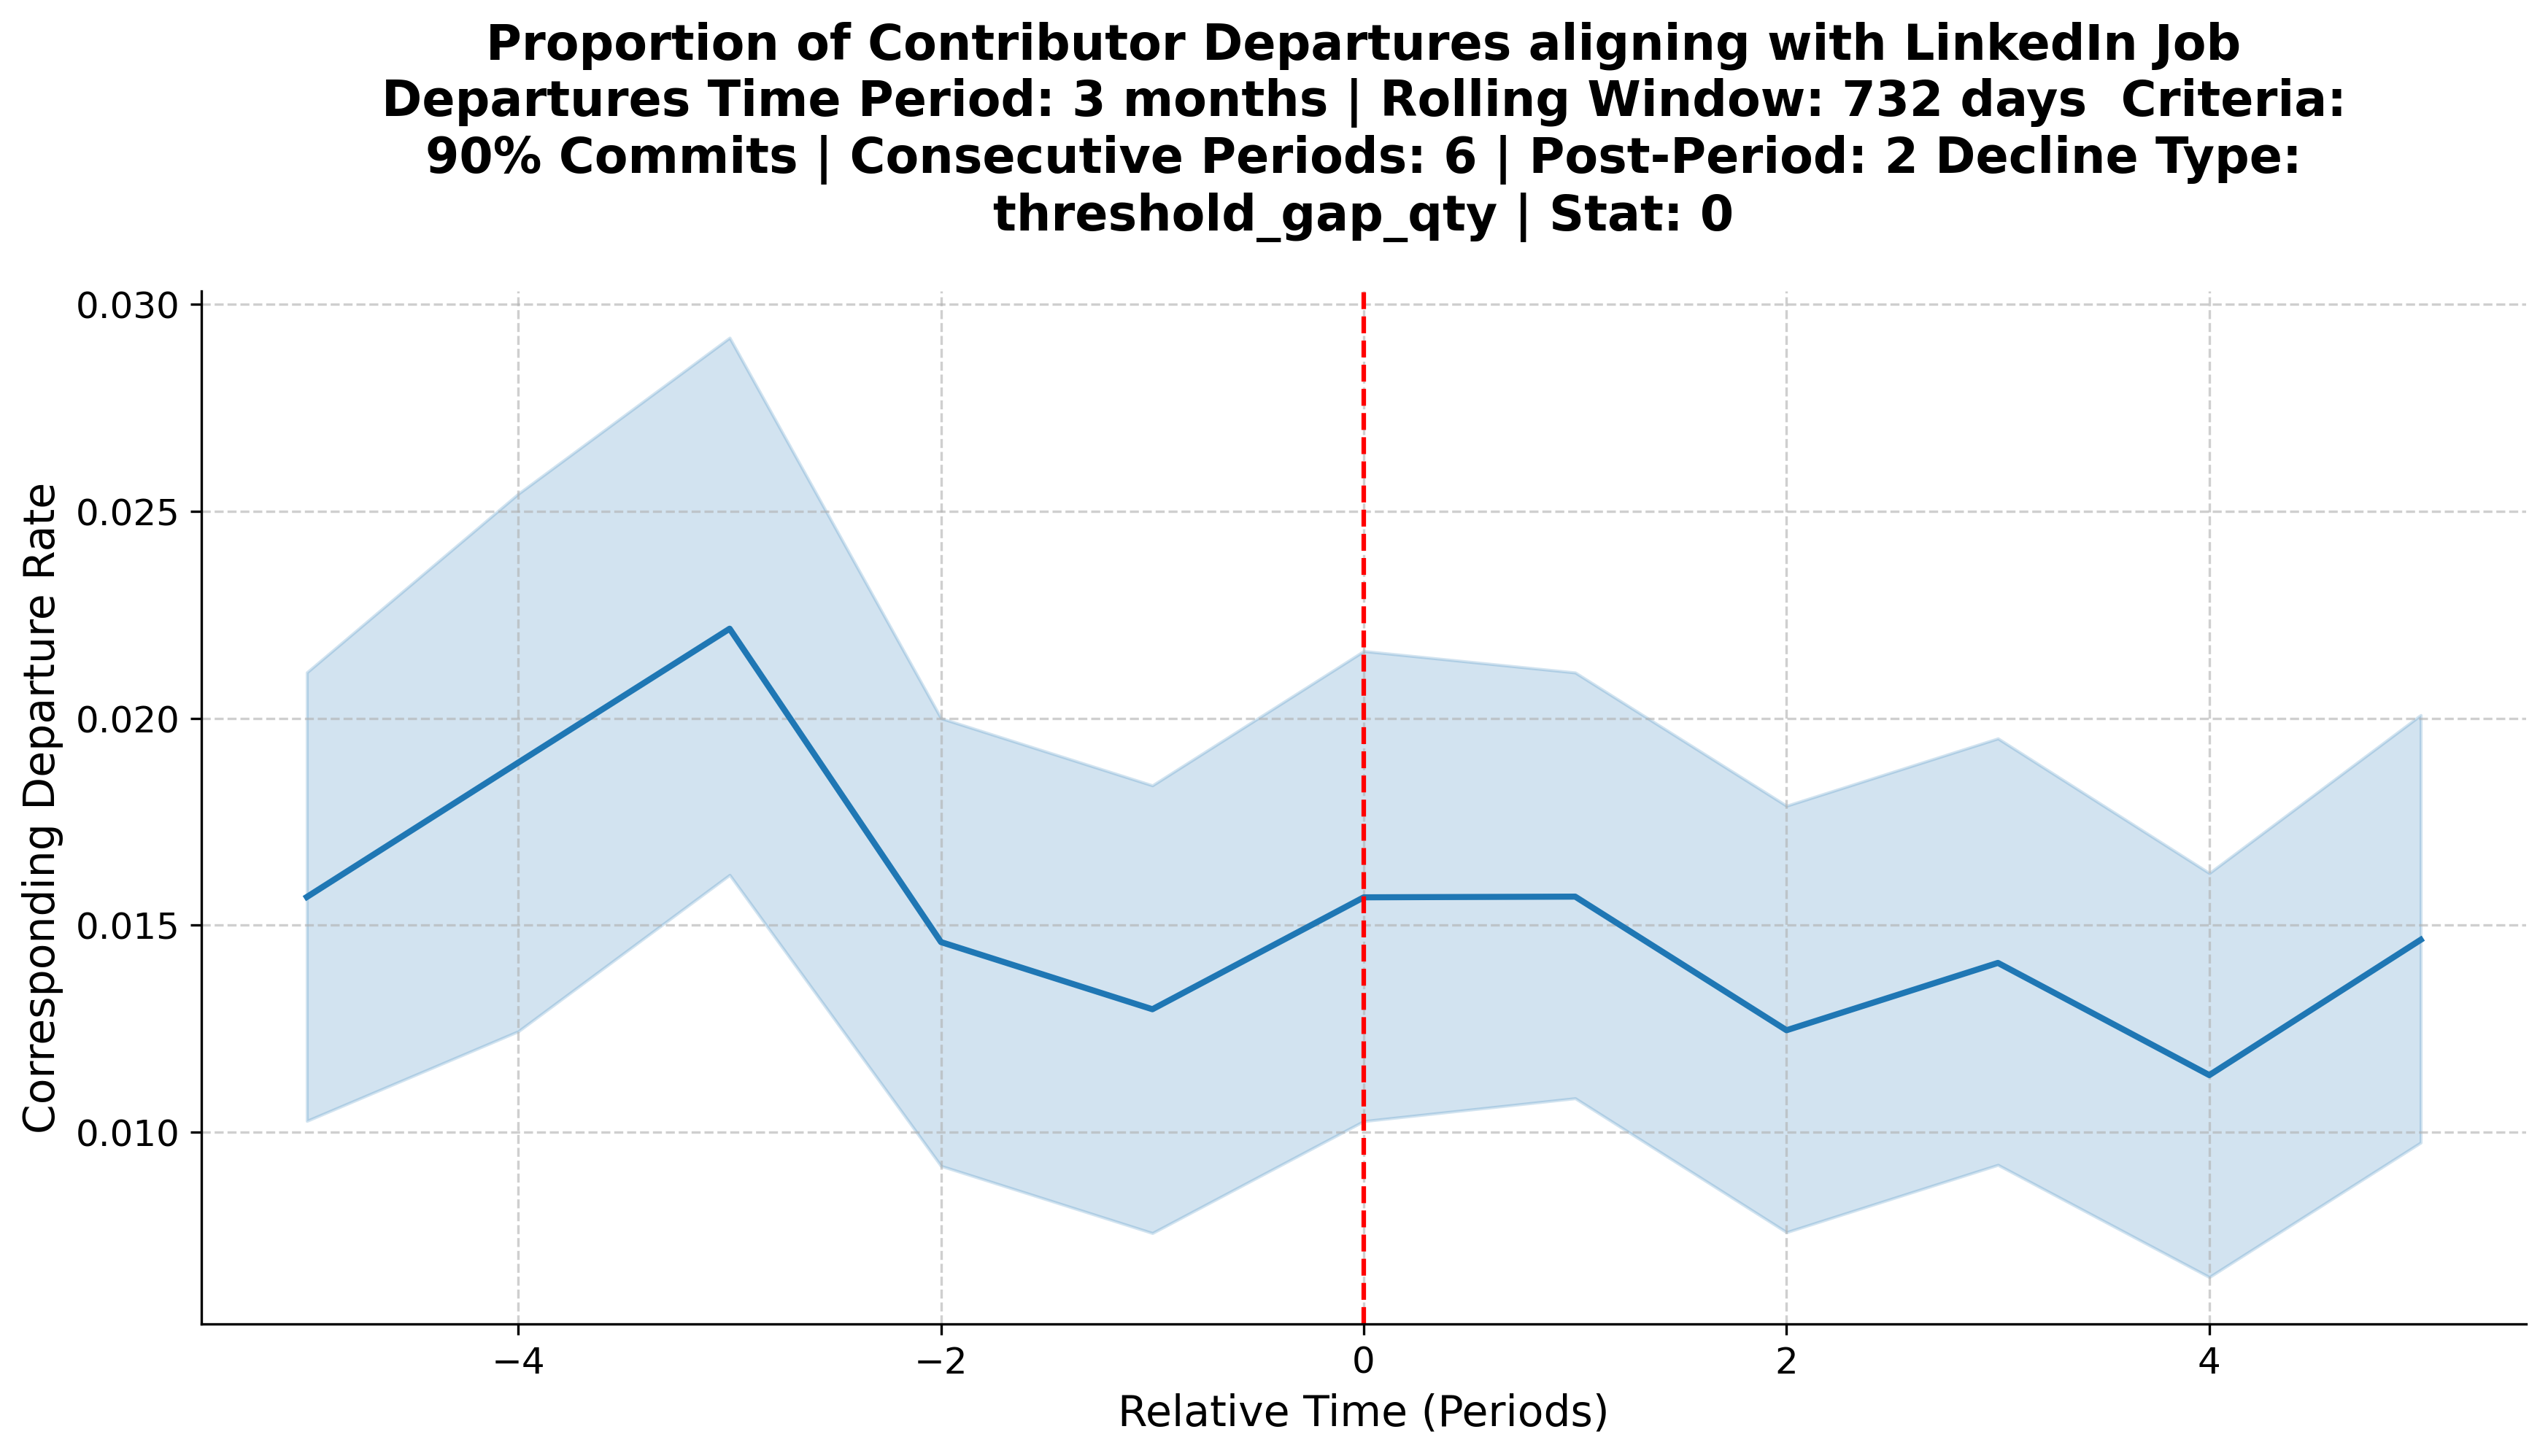 Proportion of Contributor Departures aligning with LinkedIn Job
Departures Time Period: 3 months | Rolling Window: 732 days  Criteria:
90% Commits | Consecutive Periods: 6 | Post-Period: 2 Decline Type:
threshold_gap_qty | Stat: 0
Corresponding Departure Rate
0.030
0.025
0.020
0.015
0.010
−4
−2
0
2
4
Relative Time (Periods)